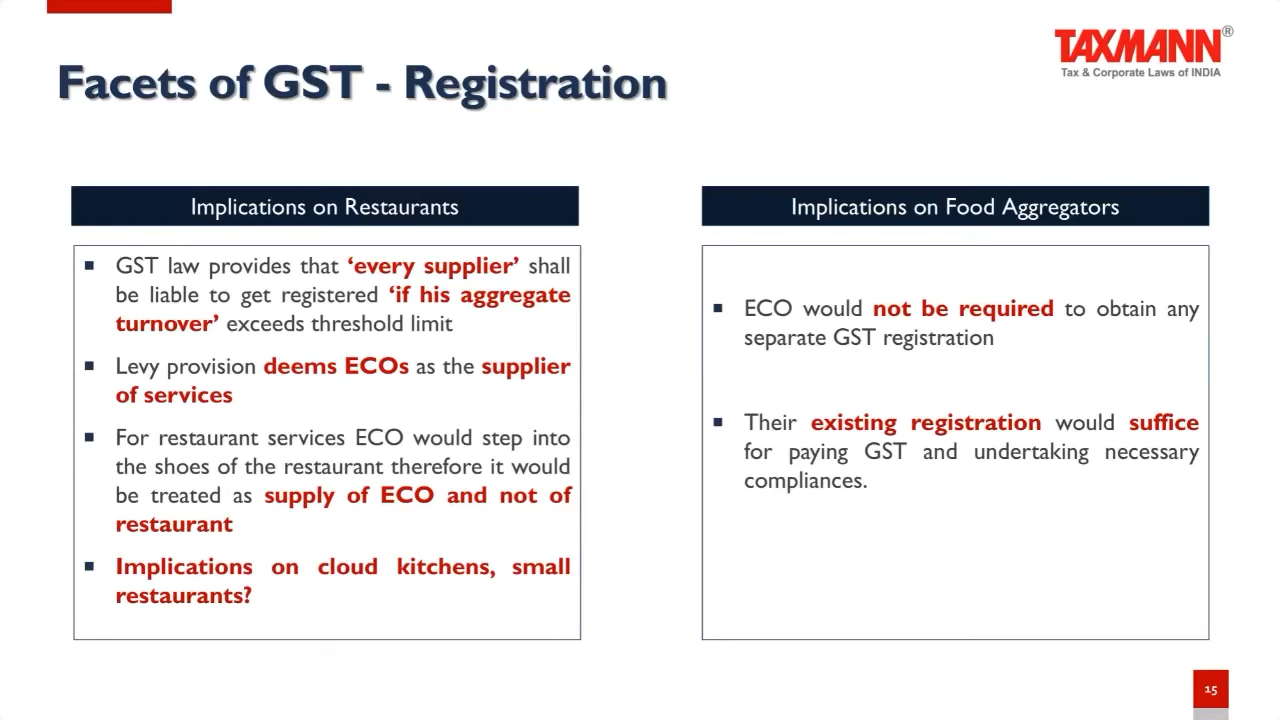 TAXMANN®
Tax & Corporate Laws of INDIA
Facets of GST - Registration
Implications on Restaurants
▪ GST law provides that ‘every supplier’ shall
be liable to get registered ‘if his aggregate
turnover’ exceeds threshold limit
▪ Levy provision deems ECOs as the supplier
of services
▪ For restaurant services ECO would step into
the shoes of the restaurant therefore it would
be treated as supply of ECO and not of
restaurant
▪ Implications on cloud kitchens, small
restaurants?
Implications on Food Aggregators
▪ ECO would not be required to obtain any
separate GST registration
▪ Their existing registration would suffice
for paying GST and undertaking necessary
compliances.
15